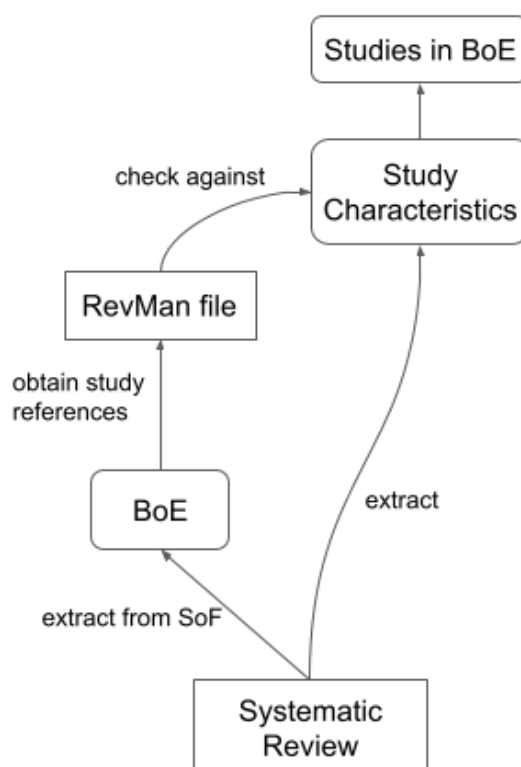 Studies in BoE
Study
Characteristics
check against
RevMan file
obtain study
references
BoE
extract
extract from SoF
Systematic
Review